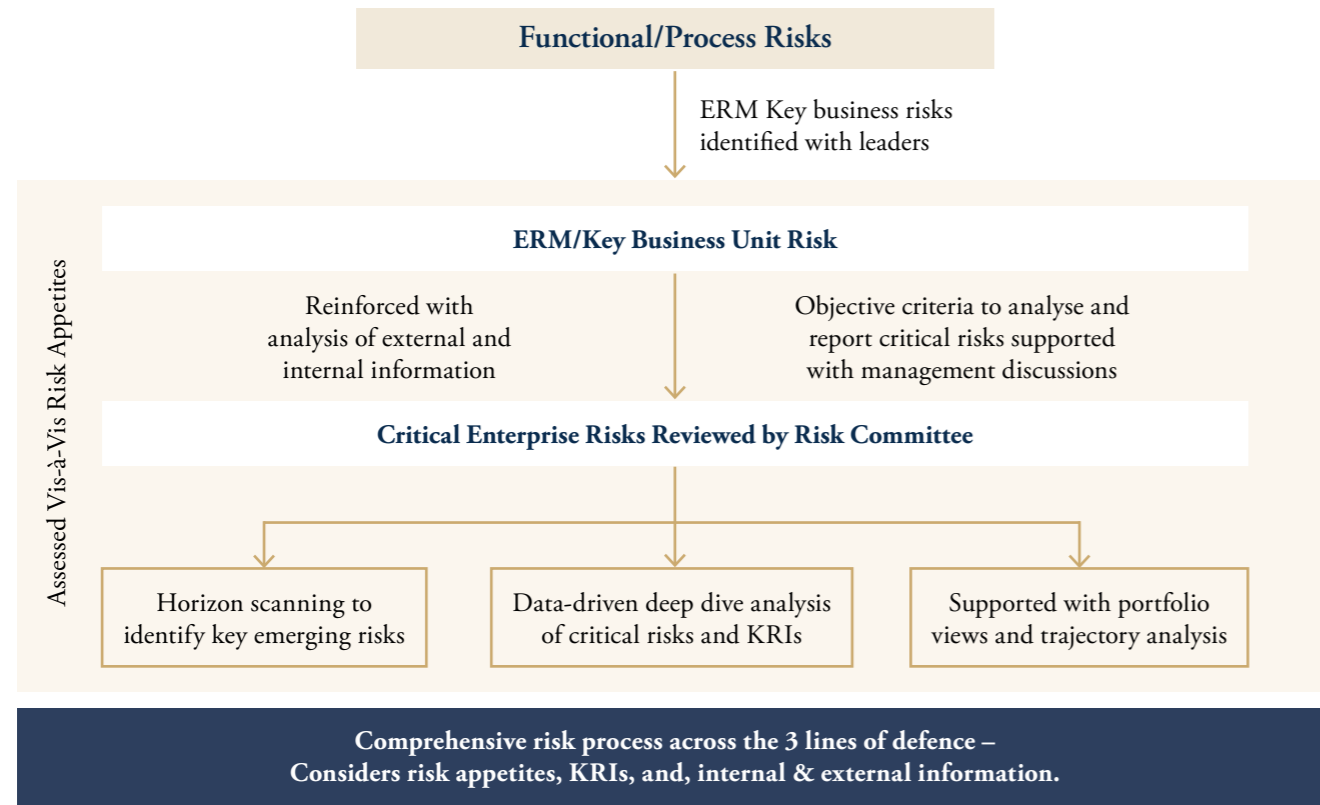 Functional/Process Risks
ERM Key business risks
identified with leaders
Assessed Vis-à-Vis Risk Appetites
ERM/Key Business Unit Risk
Reinforced with
analysis of external and
internal information
Objective criteria to analyse and
report critical risks supported
with management discussions
Critical Enterprise Risks Reviewed by Risk Committee
Horizon scanning to
identify key emerging risks
Data-driven deep dive analysis
of critical risks and KRIs
Supported with portfolio
views and trajectory analysis
Comprehensive risk process across the 3 lines of defence –
Considers risk appetites, KRIs, and, internal & external information.